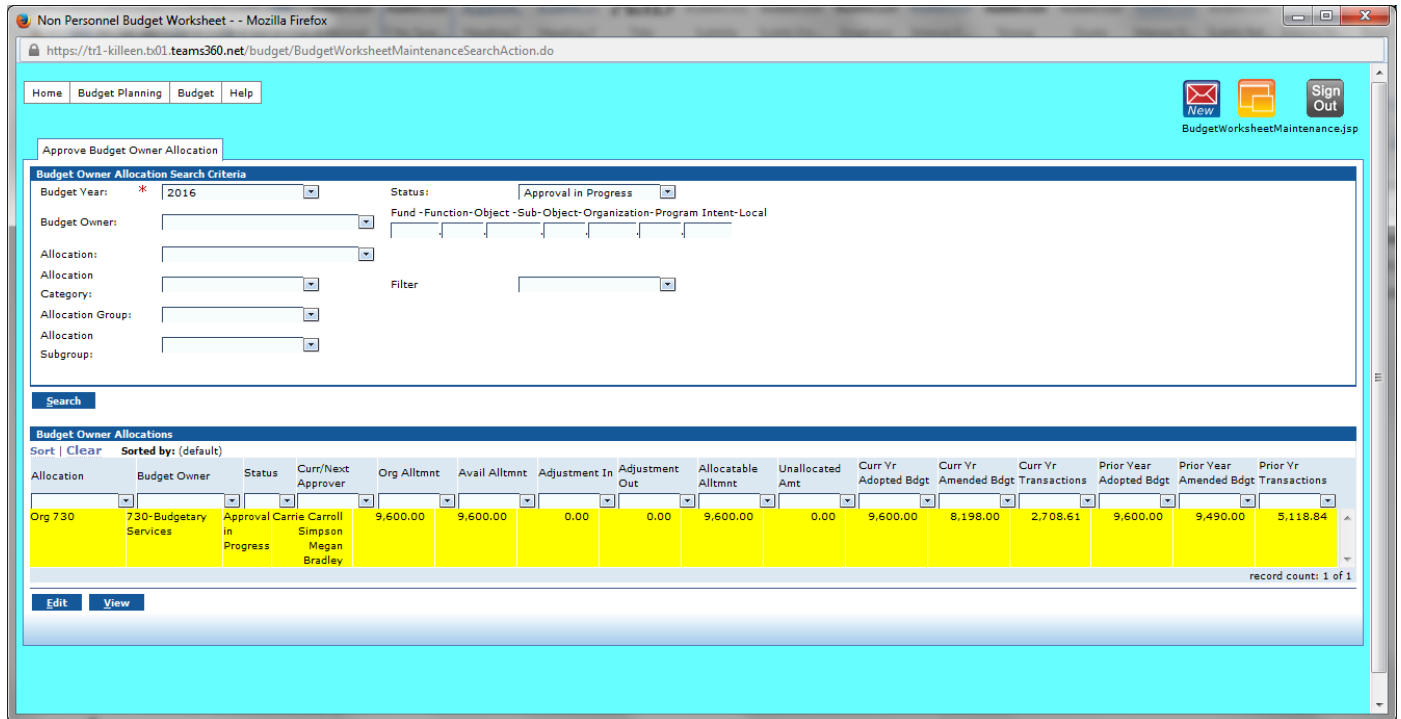 Non Personnel Budget Worksheet - - Mozilla Firefox
https://tr1-killeen.tx01.teams360.net/budget/BudgetWorksheetMaintenanceSearchAction.do
Home Budget Planning Budget Help
New
Sign Out
BudgetWorksheetMaintenance.jsp
Approve Budget Owner Allocation
Budget Owner Allocation Search Criteria
Budget Year: * 2016 Status: Approval in Progress
Fund -Function-Object -Sub-Object-Organization-Program Intent-Local
Budget Owner: . . . . . .
Allocation:
Allocation Category: Filter
Allocation Group:
Allocation Subgroup:
Search
Budget Owner Allocations
Sort | Clear Sorted by: (default)
Allocation Budget Owner Status Curr/Next Approver Org Alltmnt Avail Alltmnt Adjustment In Adjustment Out Allocatable Alltmnt Unallocated Amt Curr Yr Adopted Bdgt Curr Yr Amended Bdgt Curr Yr Transactions Prior Year Adopted Bdgt Prior Year Amended Bdgt Prior Yr Transactions
Org 730 730-Budgetary Services Approval in Progress Carrie Carroll Simpson Megan Bradley 9,600.00 9,600.00 0.00 0.00 9,600.00 0.00 9,600.00 8,198.00 2,708.61 9,600.00 9,490.00 5,118.84
record count: 1 of 1
Edit View